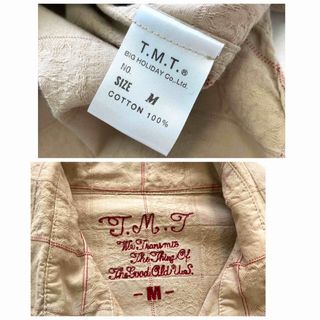 T.M.T.®
BIG HOLIDAY Co.,Ltd.
NO.
SIZE M
COTTON 100%
T.M.T
We Transmit
The Thing Of
The Good Old U.S.
-M-